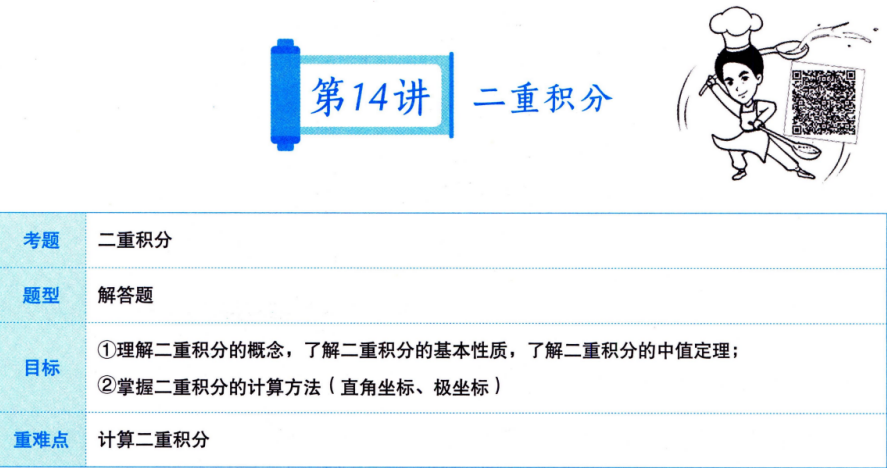 第14讲 二重积分
考题 二重积分
题型 解答题
目标 ①理解二重积分的概念，了解二重积分的基本性质，了解二重积分的中值定理；
②掌握二重积分的计算方法（直角坐标、极坐标）
重难点 计算二重积分